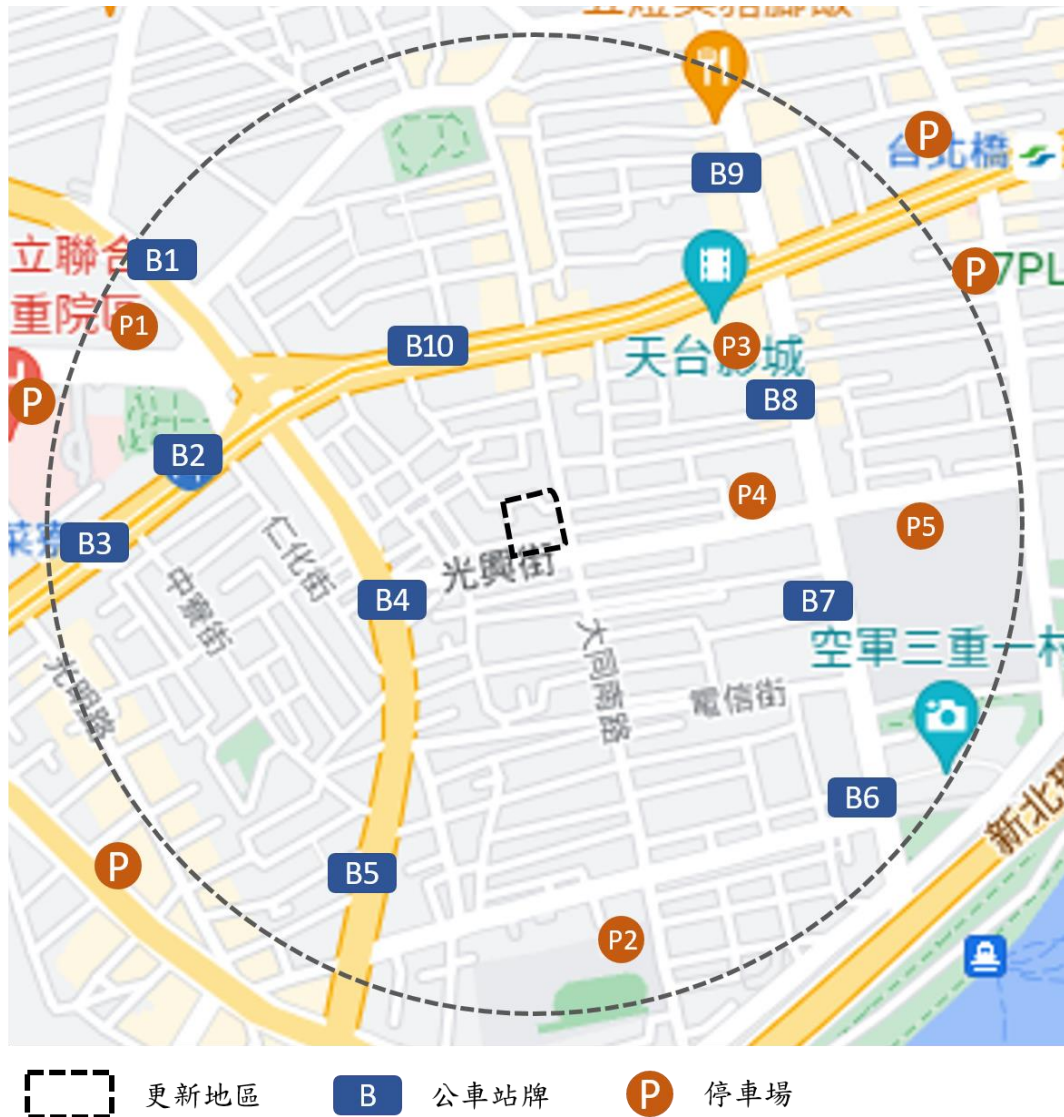 B9
台北橋
P
立聯合
B1
P
7PL
重院區
P1
B10
P3
天台影城
P
B8
B2
P4
P5
菜寮
B3
仁化街
光興街
B4
中寮街
B7
大同南路
空軍三重一村
光明路
電信街
B6
新北環
P
B5
P2
更新地區
B
公車站牌
P
停車場